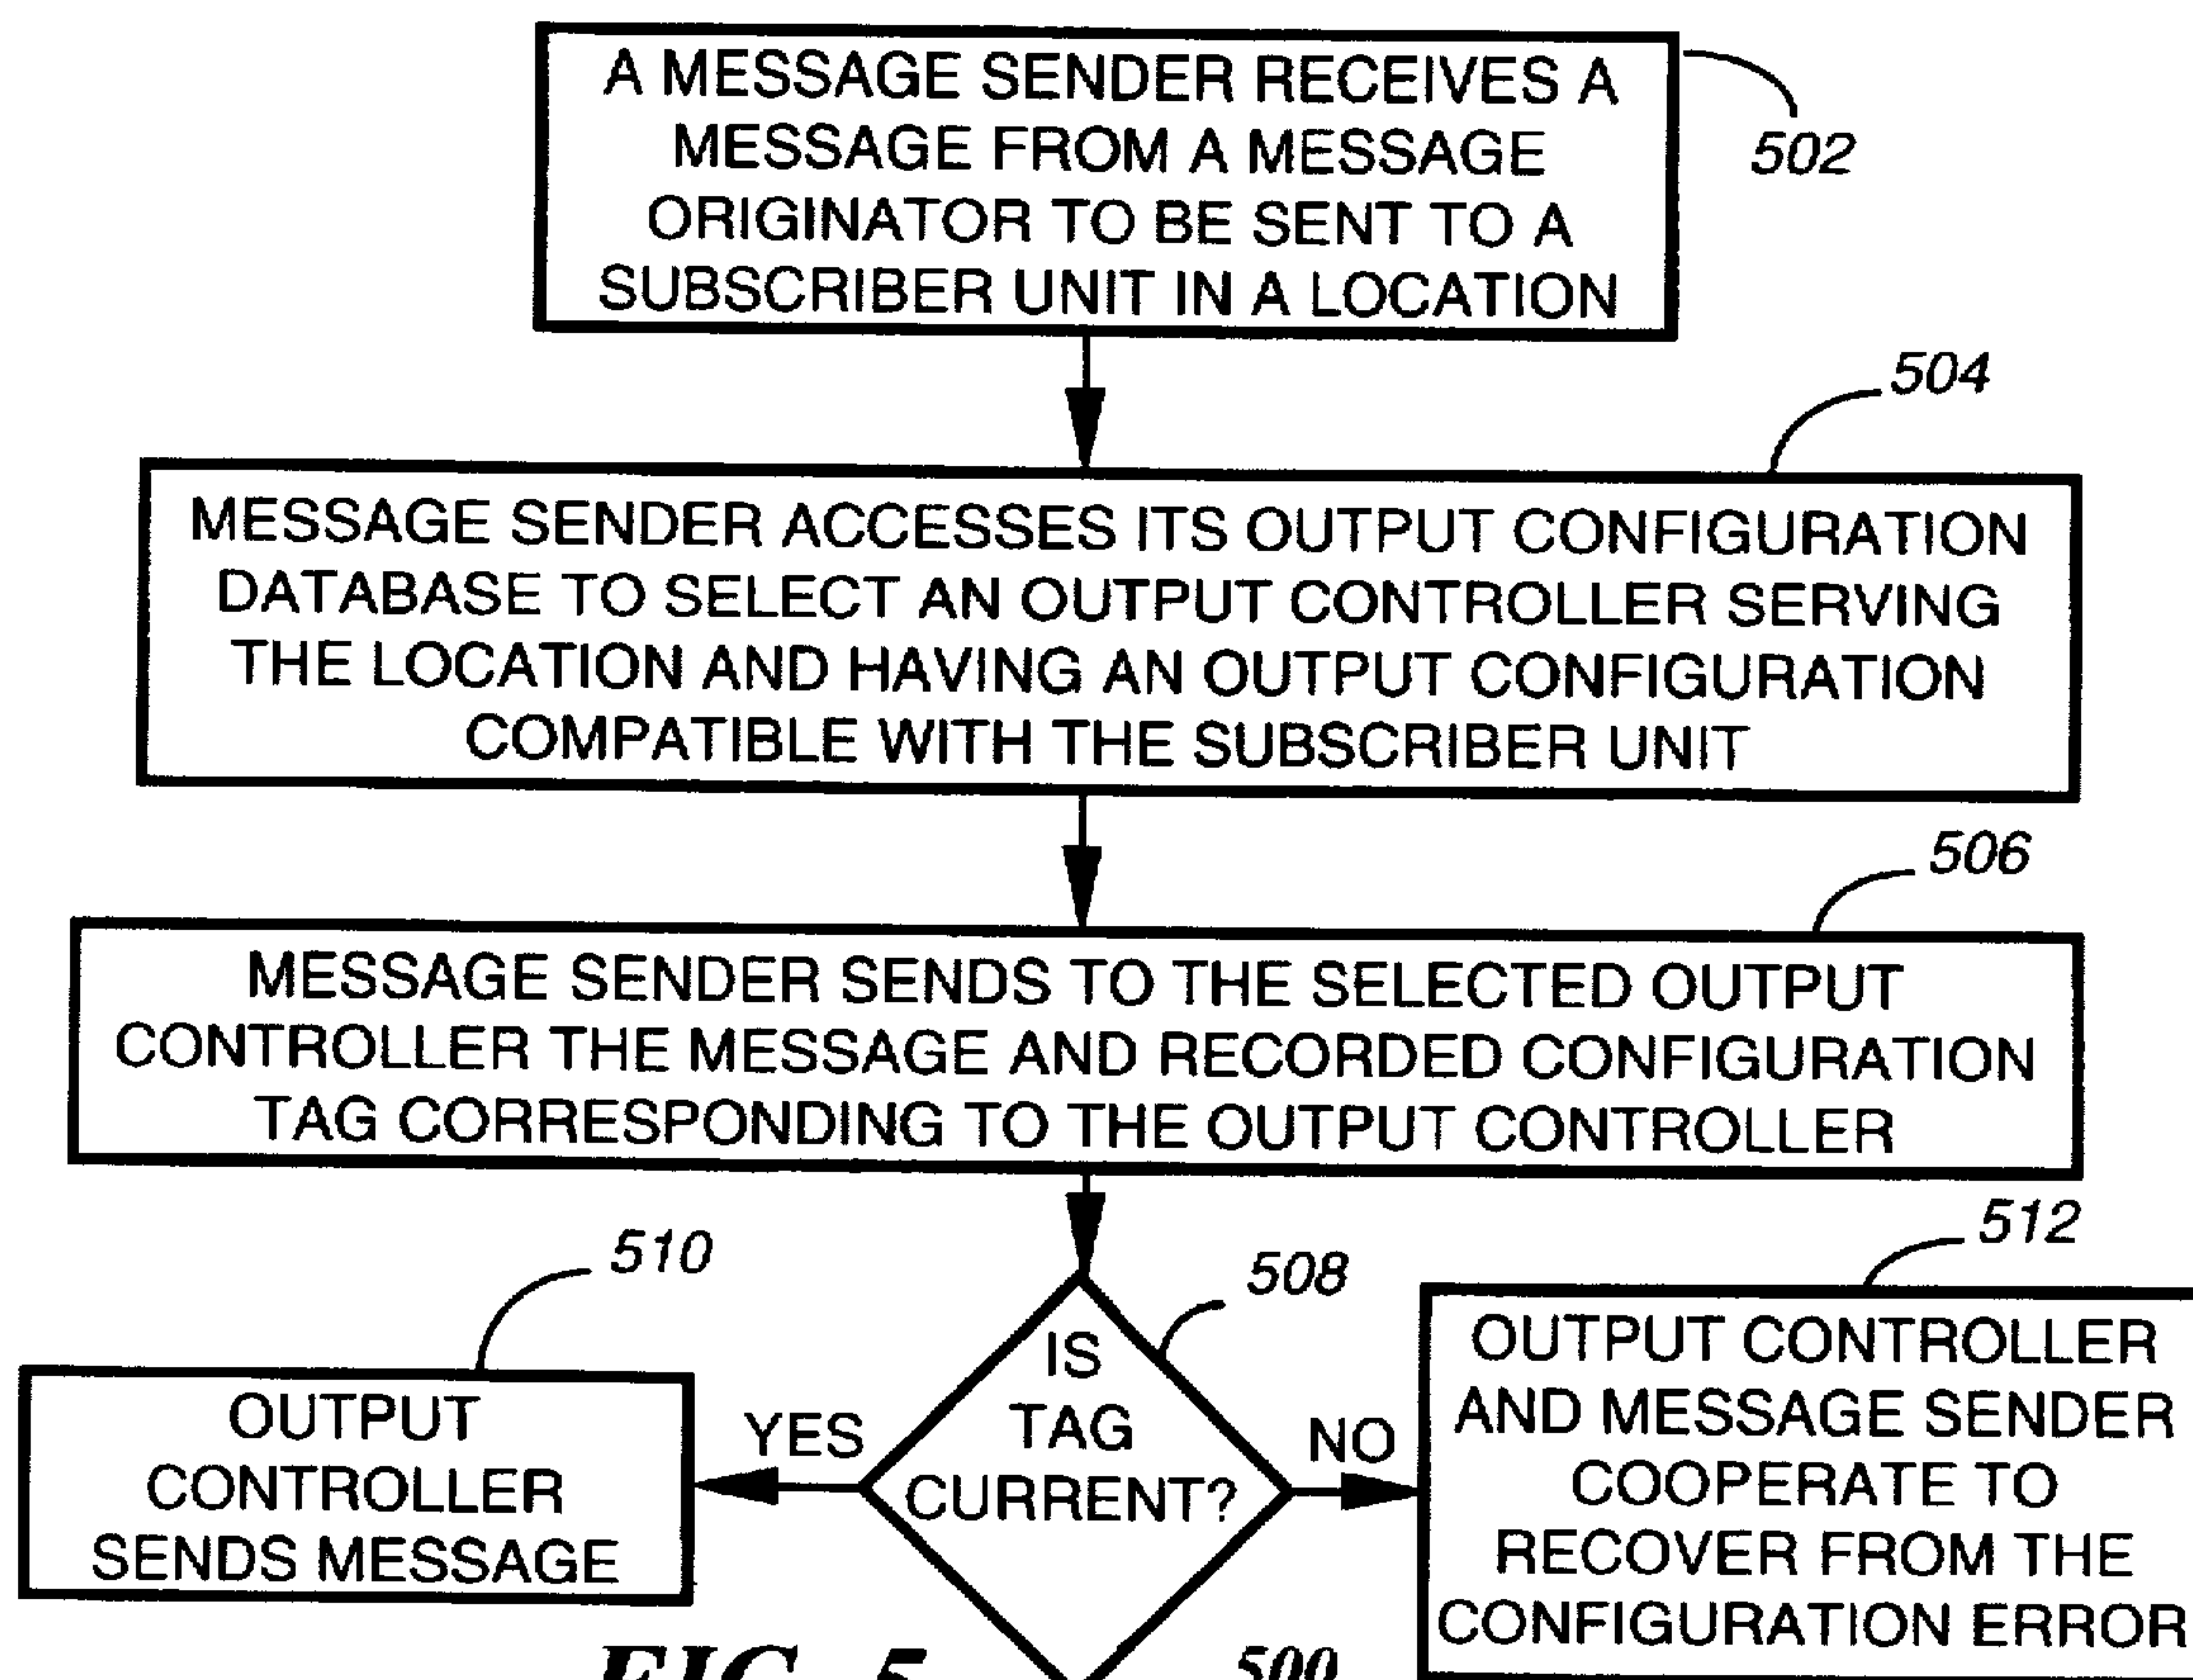 A MESSAGE SENDER RECEIVES A
MESSAGE FROM A MESSAGE
ORIGINATOR TO BE SENT TO A
SUBSCRIBER UNIT IN A LOCATION
502
504
MESSAGE SENDER ACCESSES ITS OUTPUT CONFIGURATION
DATABASE TO SELECT AN OUTPUT CONTROLLER SERVING
THE LOCATION AND HAVING AN OUTPUT CONFIGURATION
COMPATIBLE WITH THE SUBSCRIBER UNIT
506
MESSAGE SENDER SENDS TO THE SELECTED OUTPUT
CONTROLLER THE MESSAGE AND RECORDED CONFIGURATION
TAG CORRESPONDING TO THE OUTPUT CONTROLLER
510
OUTPUT
CONTROLLER
SENDS MESSAGE
YES
508
IS
TAG
CURRENT?
NO
512
OUTPUT CONTROLLER
AND MESSAGE SENDER
COOPERATE TO
RECOVER FROM THE
CONFIGURATION ERROR
FIG. 5
500